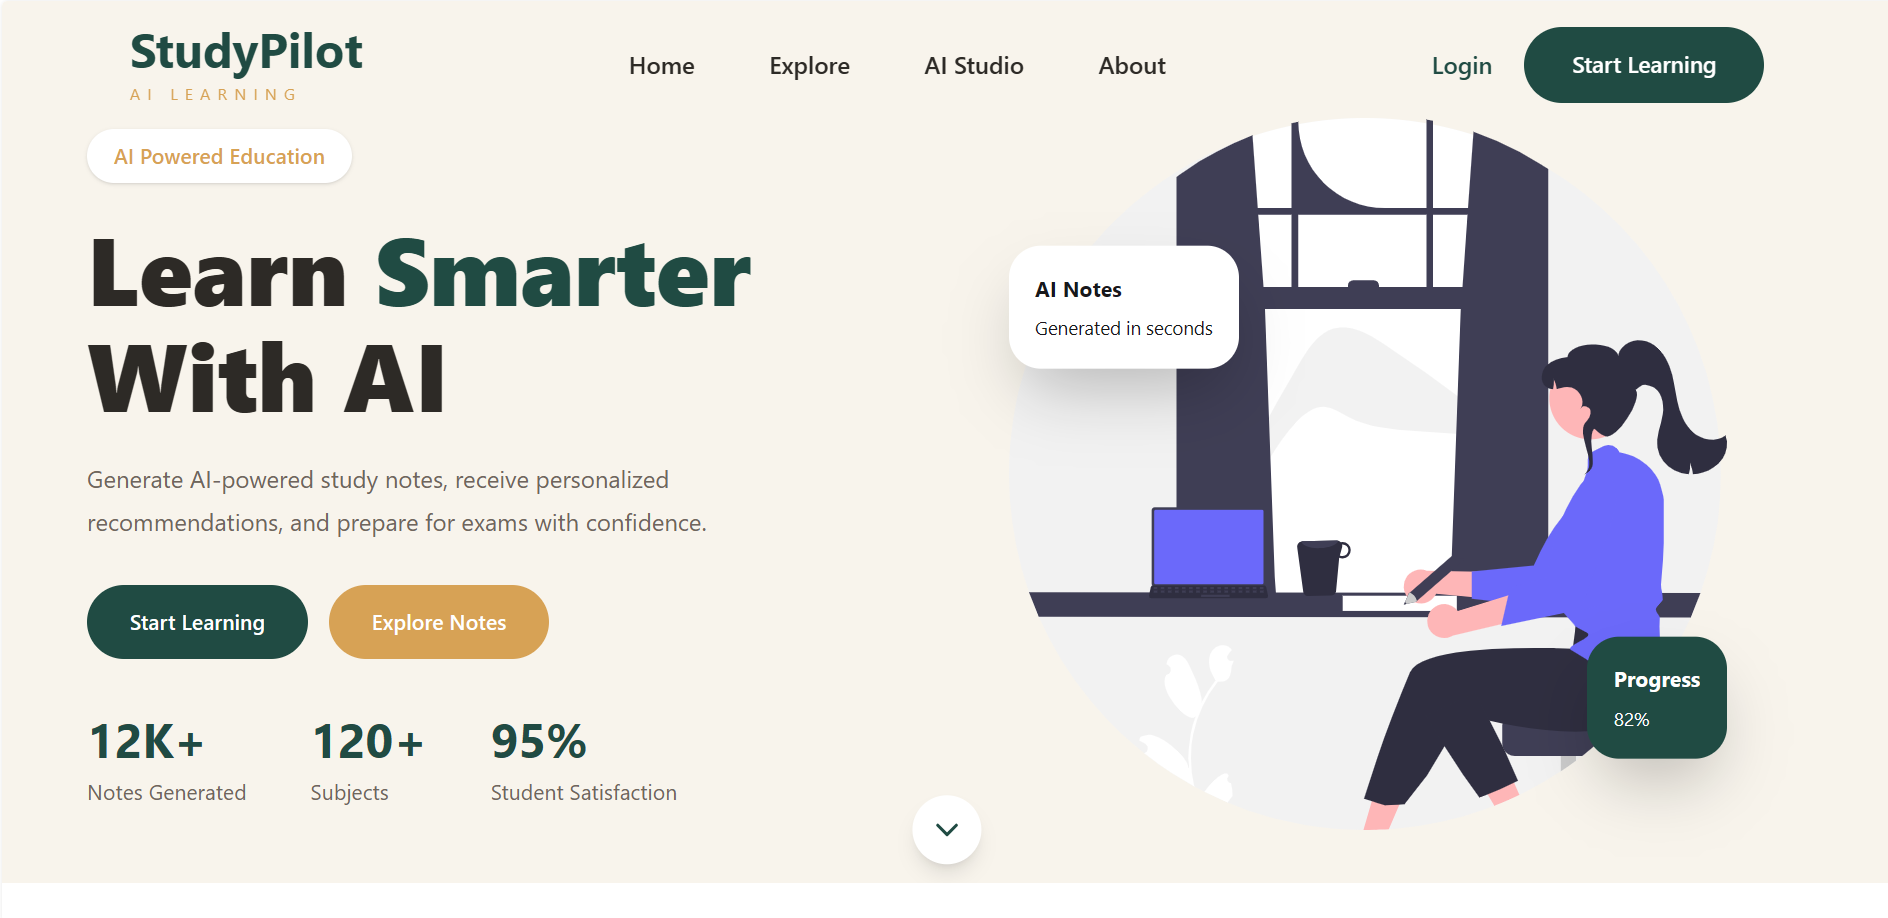 StudyPilot
AI LEARNING
Home
Explore
AI Studio
About
Login
Start Learning
AI Powered Education
Learn Smarter
With AI
Generate AI-powered study notes, receive personalized
recommendations, and prepare for exams with confidence.
Start Learning
Explore Notes
12K+
Notes Generated
120+
Subjects
95%
Student Satisfaction
AI Notes
Generated in seconds
Progress
82%